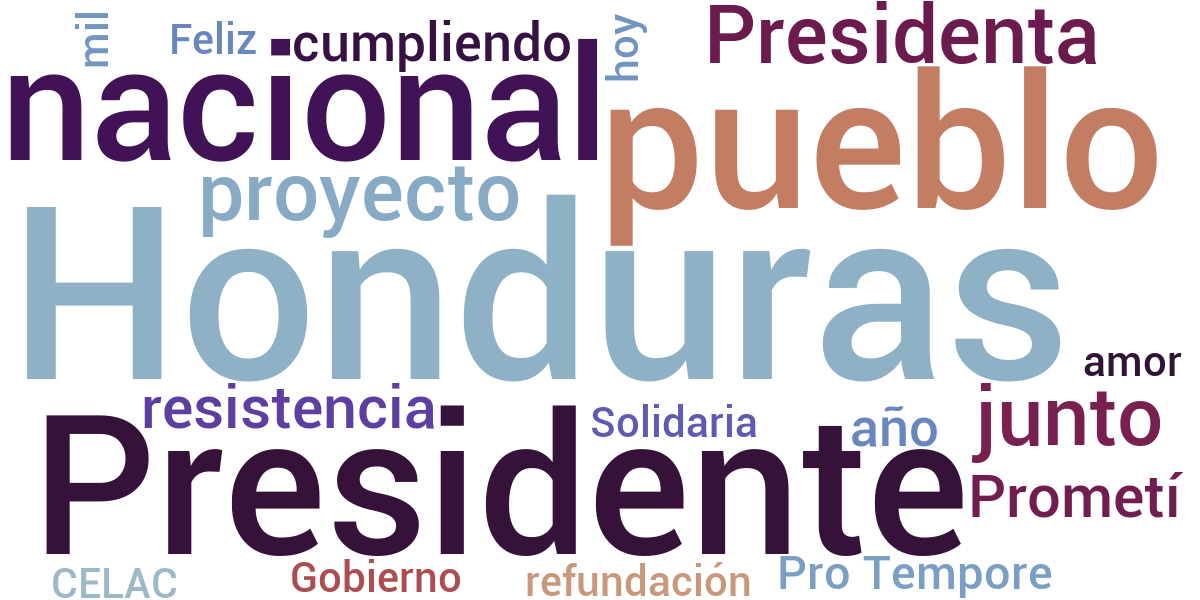 mil
Feliz
cumpliendo
hoy
Presidenta
nacional
pueblo
proyecto
Honduras
amor
resistencia
Solidaria
año
junto
Presidente
Prometí
CELAC
Gobierno
refundación
Pro Tempore